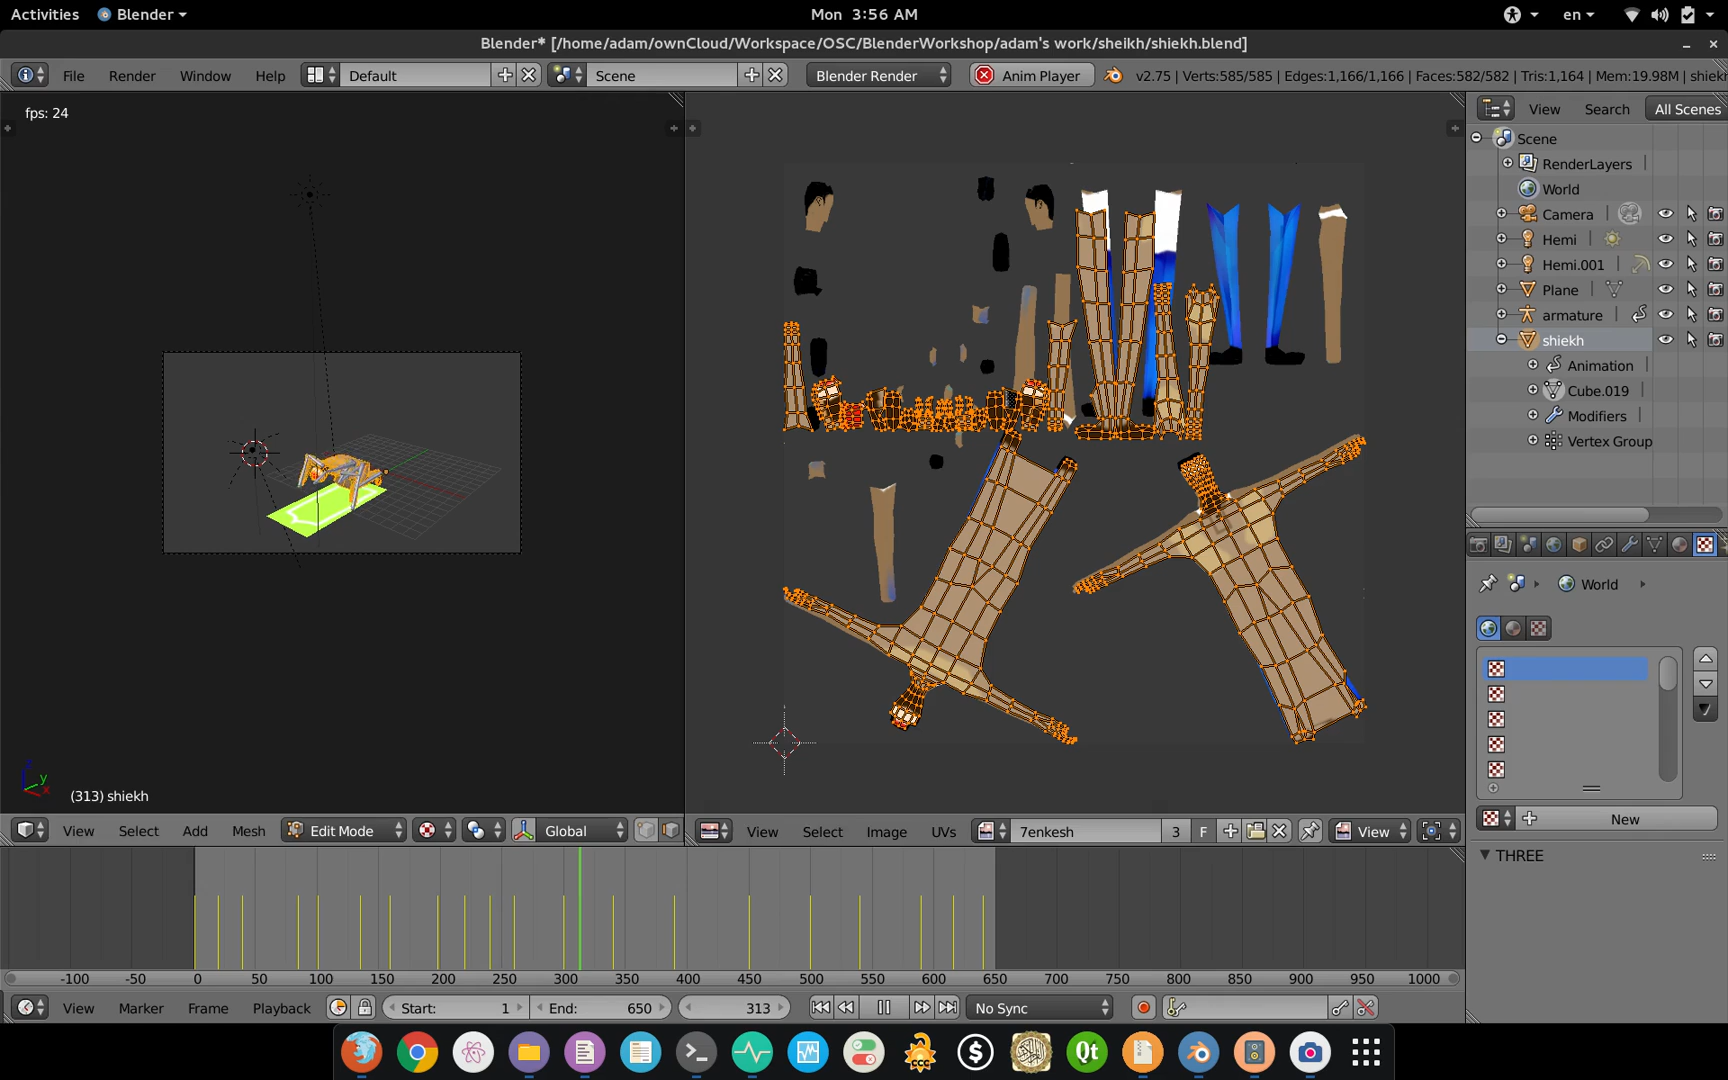 Activities Blender Mon 3:56 AM en
Blender* [/home/adam/ownCloud/Workspace/OSC/BlenderWorkshop/adam's work/sheikh/shiekh.blend]
File Render Window Help Default Scene Blender Render Anim Player v2.75 | Verts:585/585 | Edges:1,166/1,166 | Faces:582/582 | Tris:1,164 | Mem:19.98M | shiekh
fps: 24
View Search All Scenes
Scene
RenderLayers
World
Camera
Hemi
Hemi.001
Plane
armature
shiekh
Animation
Cube.019
Modifiers
Vertex Group
World
New
THREE
z
y
x
(313) shiekh
View Select Add Mesh Edit Mode Global
View Select Image UVs 7enkesh 3 F View
-100 -50 0 50 100 150 200 250 300 350 400 450 500 550 600 650 700 750 800 850 900 950 1000
View Marker Frame Playback Start: 1 End: 650 313 No Sync
CCC $ Qt